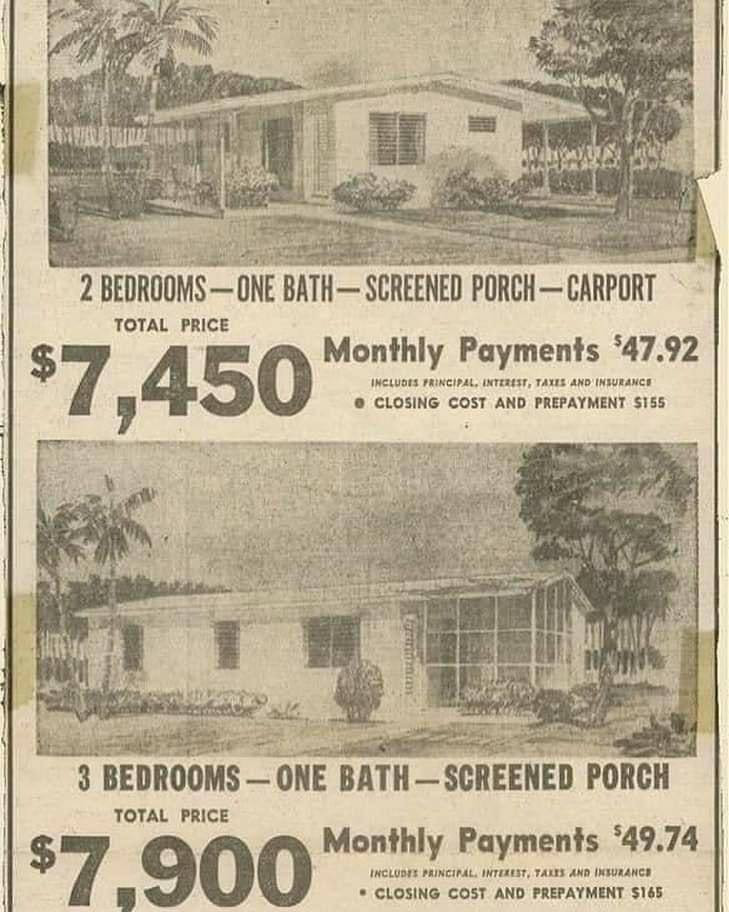 2 BEDROOMS — ONE BATH — SCREENED PORCH — CARPORT
TOTAL PRICE
$7,450
Monthly Payments $47.92
INCLUDES PRINCIPAL, INTEREST, TAXES AND INSURANCE
● CLOSING COST AND PREPAYMENT $155
3 BEDROOMS — ONE BATH — SCREENED PORCH
TOTAL PRICE
$7,900
Monthly Payments $49.74
INCLUDES PRINCIPAL, INTEREST, TAXES AND INSURANCE
• CLOSING COST AND PREPAYMENT $165